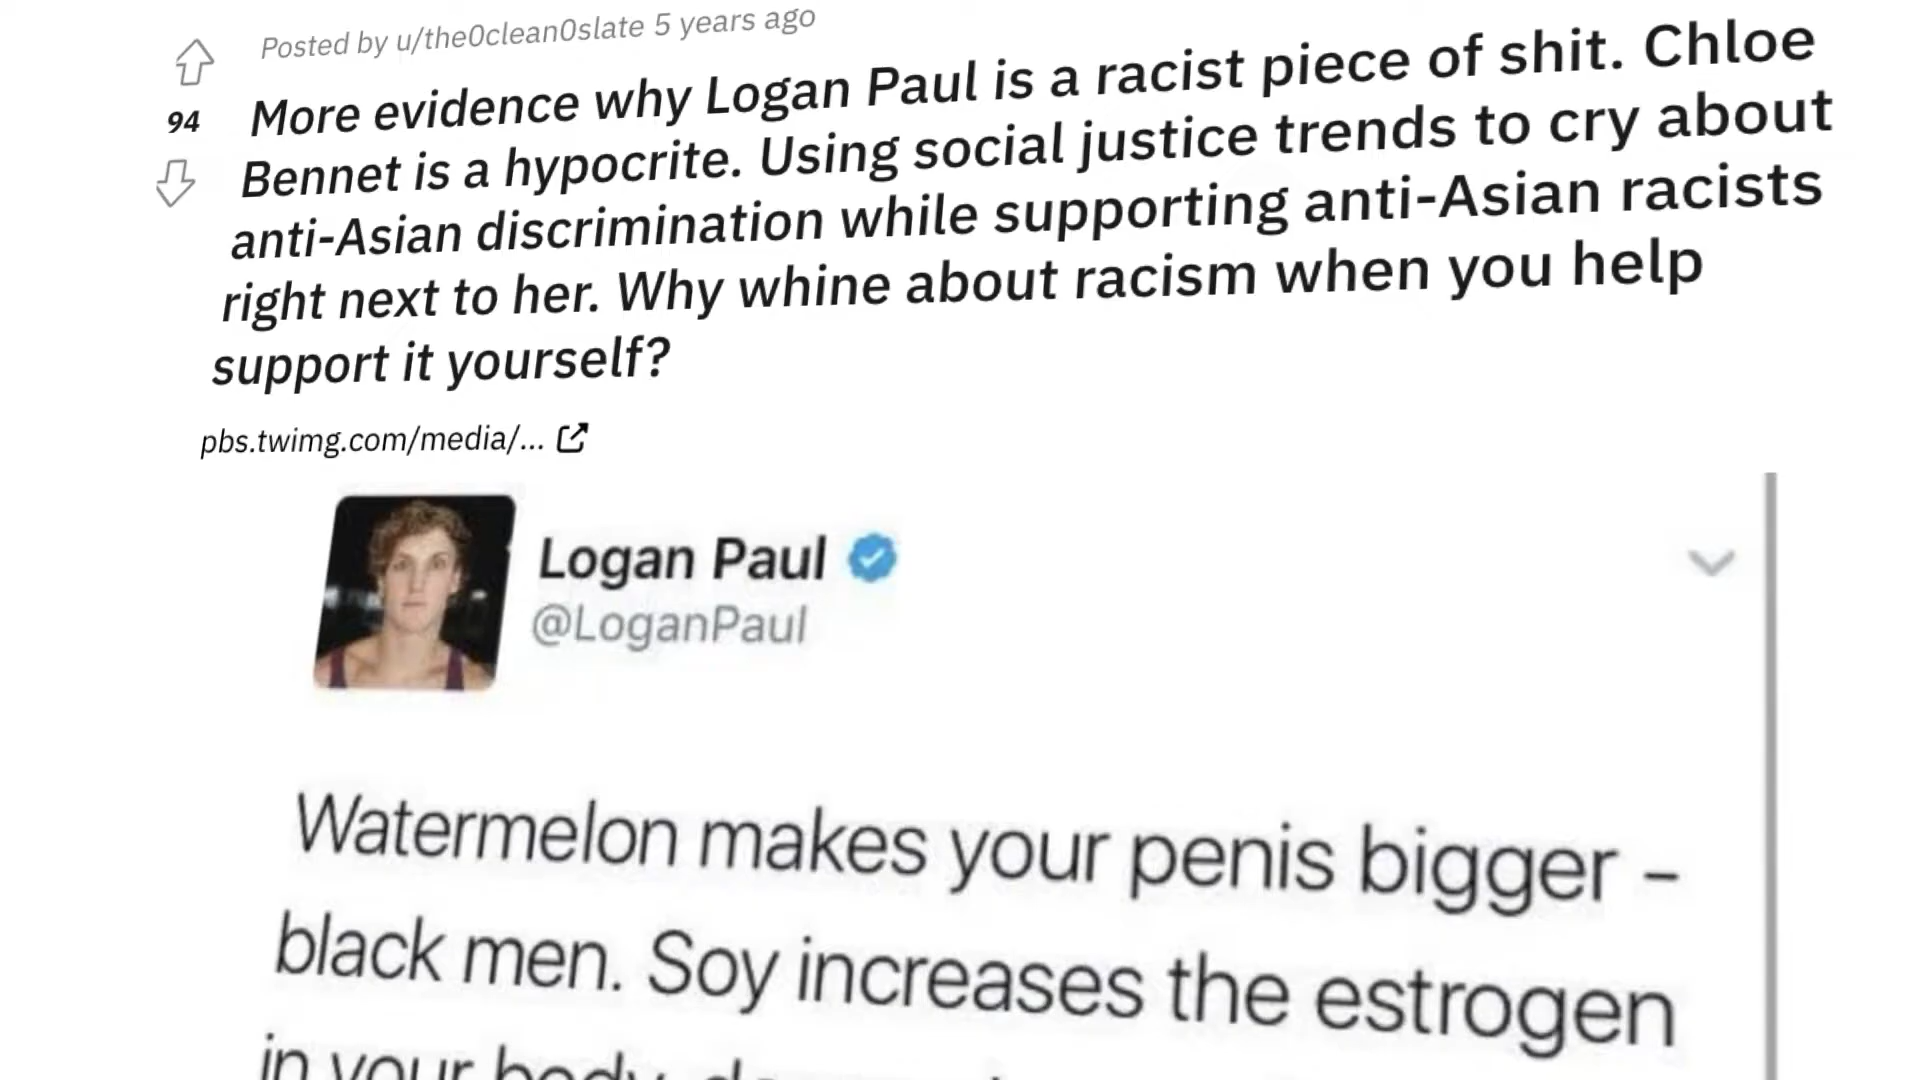 Posted by u/the0clean0slate 5 years ago
94
More evidence why Logan Paul is a racist piece of shit. Chloe
Bennet is a hypocrite. Using social justice trends to cry about
anti-Asian discrimination while supporting anti-Asian racists
right next to her. Why whine about racism when you help
support it yourself?
pbs.twimg.com/media/...
Logan Paul
@LoganPaul
Watermelon makes your penis bigger –
black men. Soy increases the estrogen
in your body,